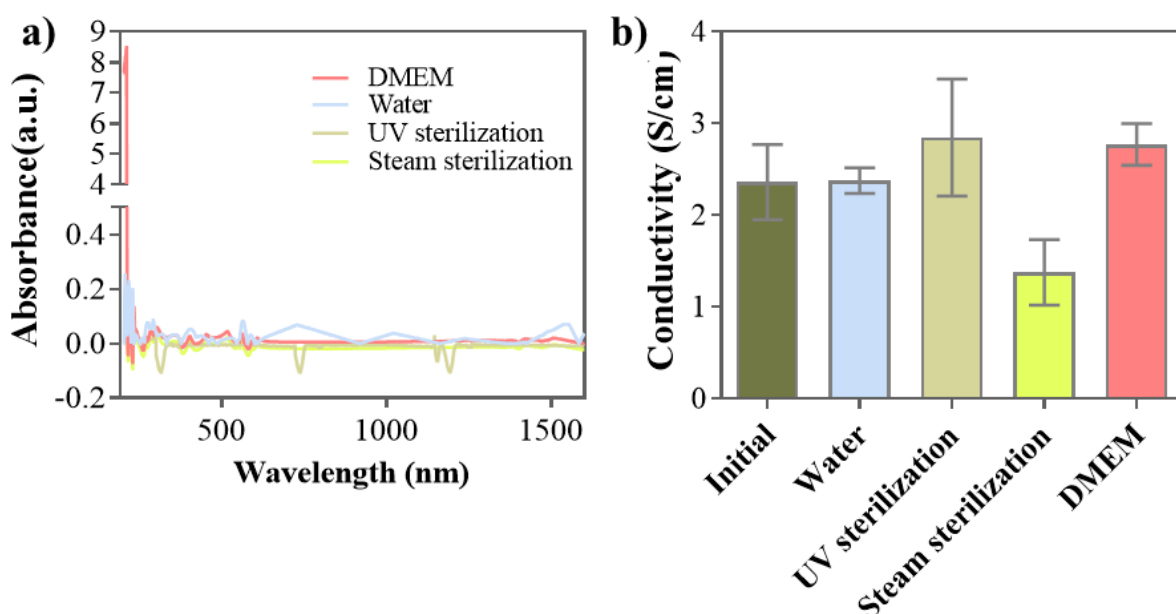 a)
Absorbance(a.u.)
9
8
7
6
5
4
0.4
0.2
0.0
-0.2
DMEM
Water
UV sterilization
Steam sterilization
500
1000
1500
Wavelength (nm)
b)
Conductivity (S/cm)
4
3
2
1
0
Initial
Water
UV sterilization
Steam sterilization
DMEM